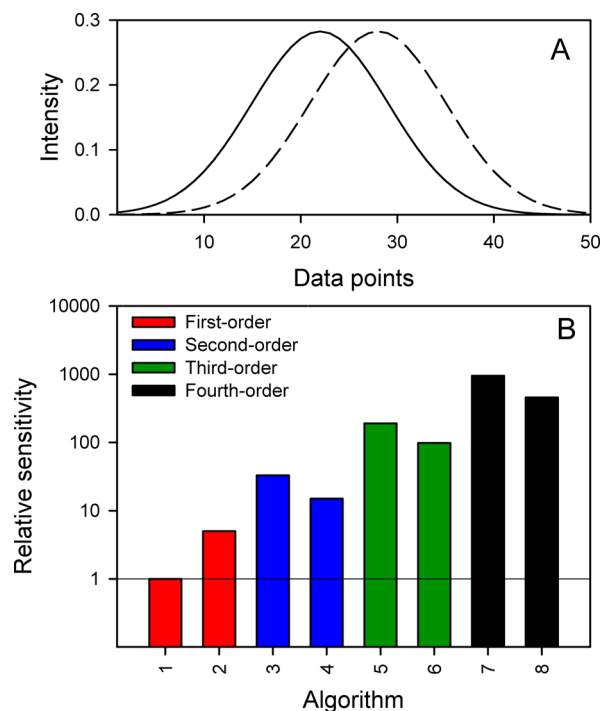 0.3
0.2
0.1
0.0
Intensity
A
10 20 30 40 50
Data points
10000
1000
100
10
1
Relative sensitivity
First-order
Second-order
Third-order
Fourth-order
B
1 2 3 4 5 6 7 8
Algorithm